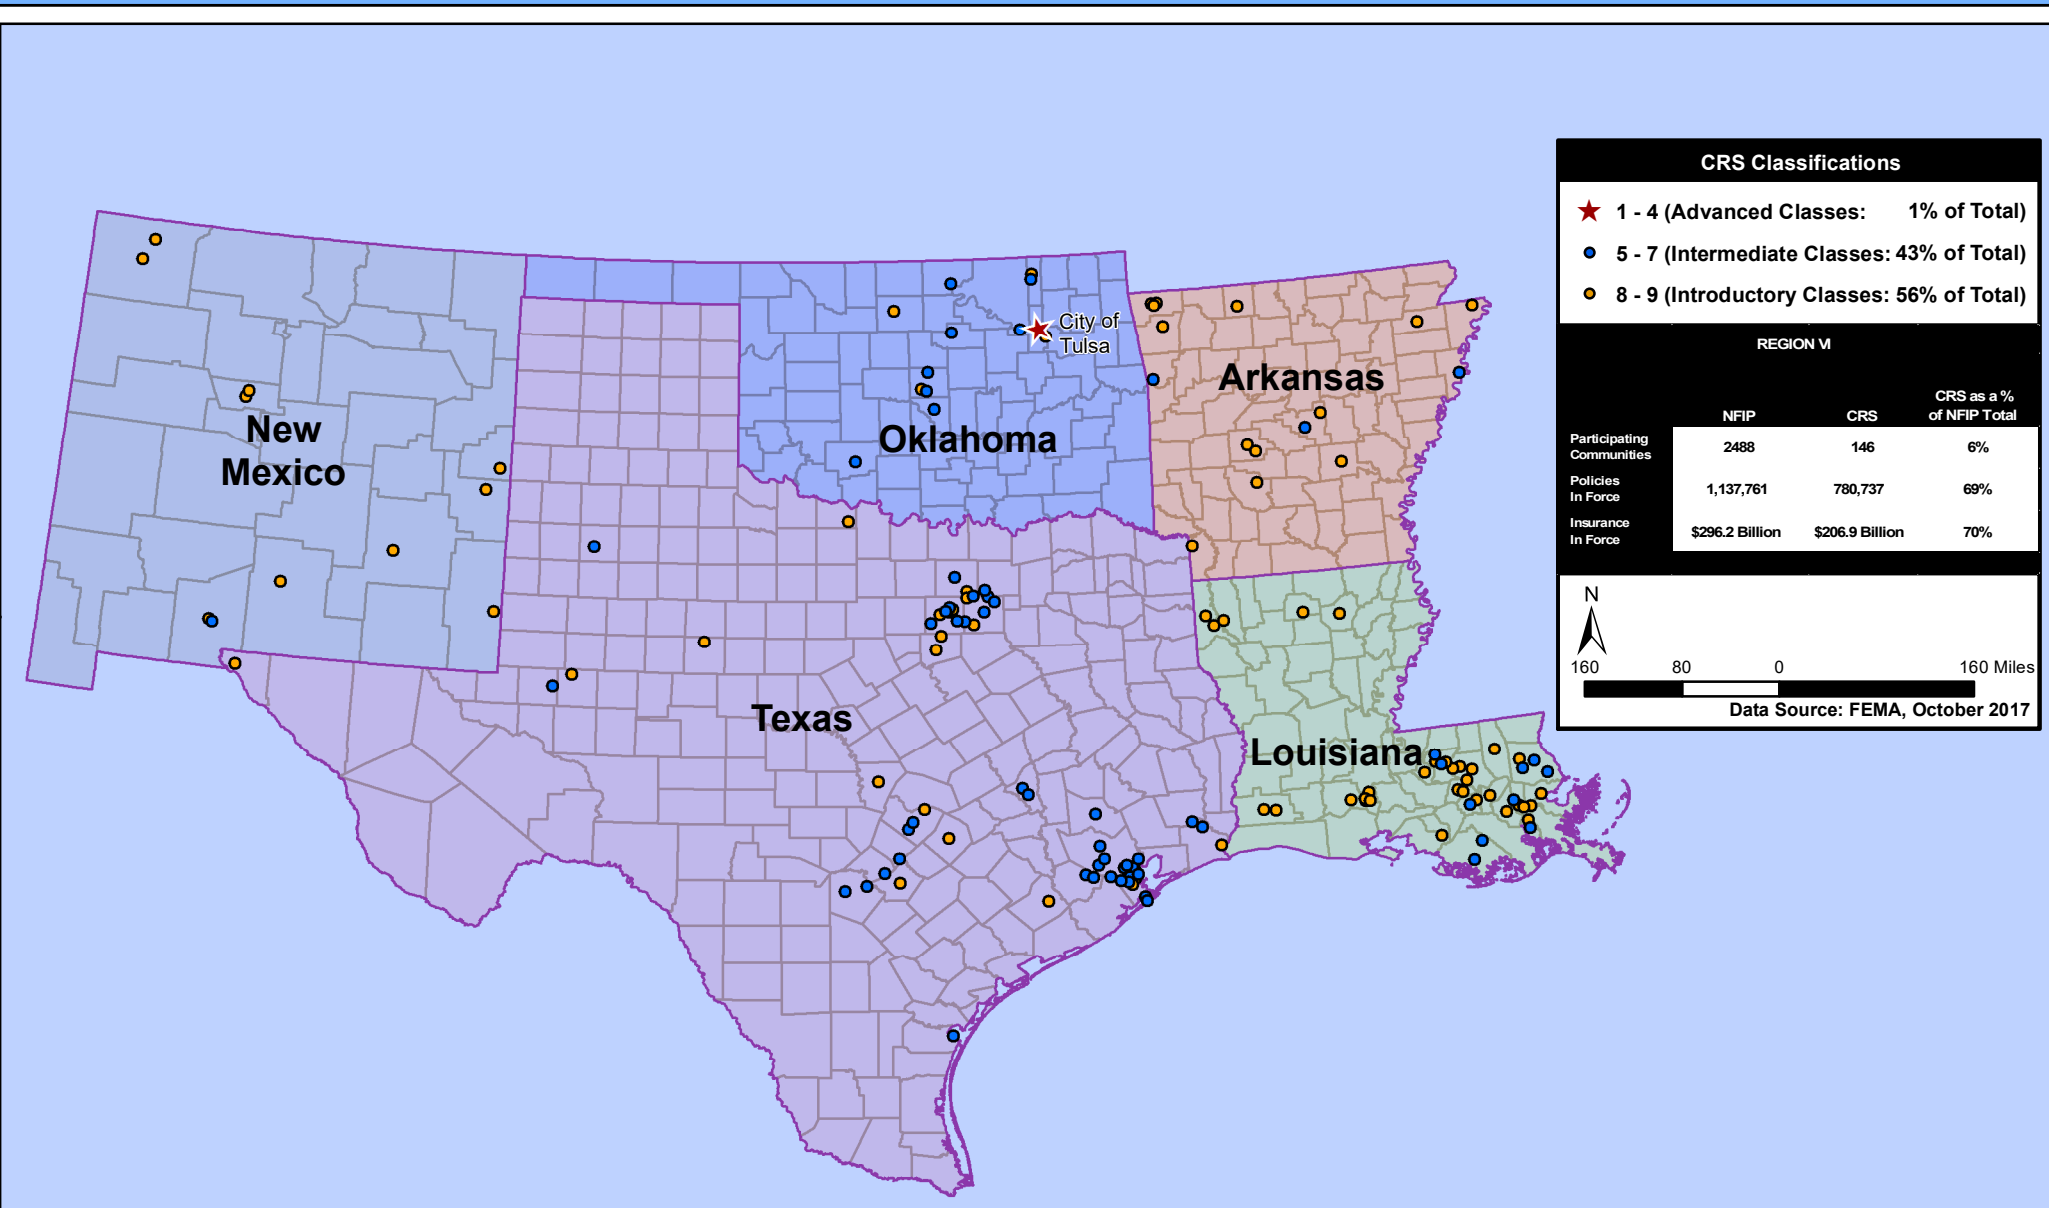 CRS Classifications
1 - 4 (Advanced Classes: 1% of Total)
5 - 7 (Intermediate Classes: 43% of Total)
8 - 9 (Introductory Classes: 56% of Total)
REGION VI
NFIP CRS CRS as a % of NFIP Total
Participating Communities 2488 146 6%
Policies In Force 1,137,761 780,737 69%
Insurance In Force $296.2 Billion $206.9 Billion 70%
N
160 80 0 160 Miles
Data Source: FEMA, October 2017
City of
Tulsa
Arkansas
New
Mexico
Oklahoma
Texas
Louisiana